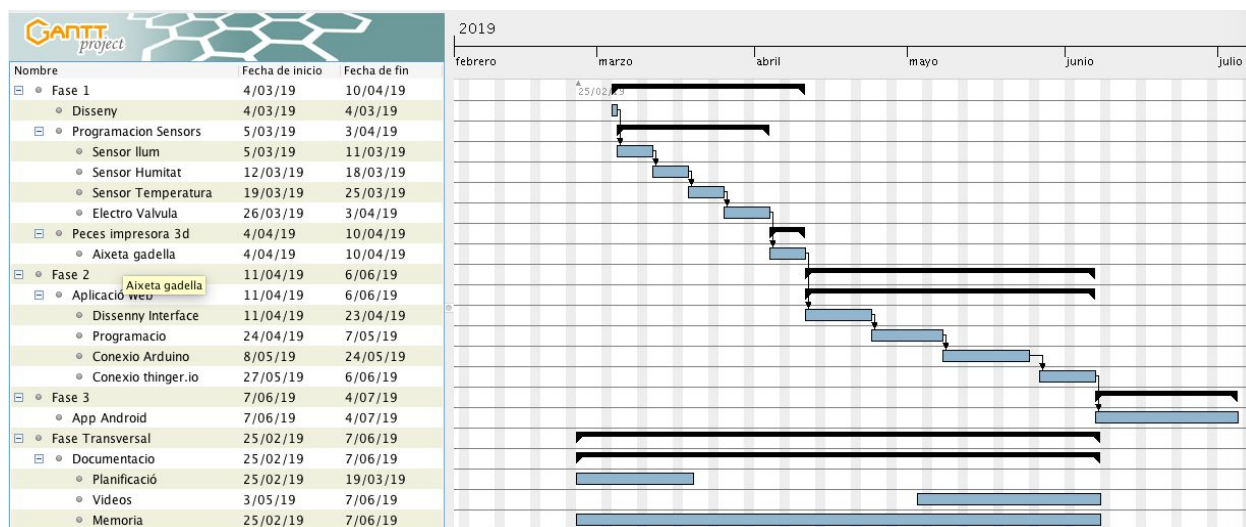 GANTT
project
2019
febrero marzo abril mayo junio julio
Nombre Fecha de inicio Fecha de fin
Fase 1 4/03/19 10/04/19
25/02/
Disseny 4/03/19 4/03/19
Programacion Sensors 5/03/19 3/04/19
Sensor llum 5/03/19 11/03/19
Sensor Humitat 12/03/19 18/03/19
Sensor Temperatura 19/03/19 25/03/19
Electro Valvula 26/03/19 3/04/19
Peces impresora 3d 4/04/19 10/04/19
Aixeta gadella 4/04/19 10/04/19
Fase 2 11/04/19 6/06/19
Aixeta gadella
Aplicació Web 11/04/19 6/06/19
Dissenny Interface 11/04/19 23/04/19
Programacio 24/04/19 7/05/19
Conexio Arduino 8/05/19 24/05/19
Conexio thinger.io 27/05/19 6/06/19
Fase 3 7/06/19 4/07/19
App Android 7/06/19 4/07/19
Fase Transversal 25/02/19 7/06/19
Documentacio 25/02/19 7/06/19
Planificació 25/02/19 19/03/19
Videos 3/05/19 7/06/19
Memoria 25/02/19 7/06/19